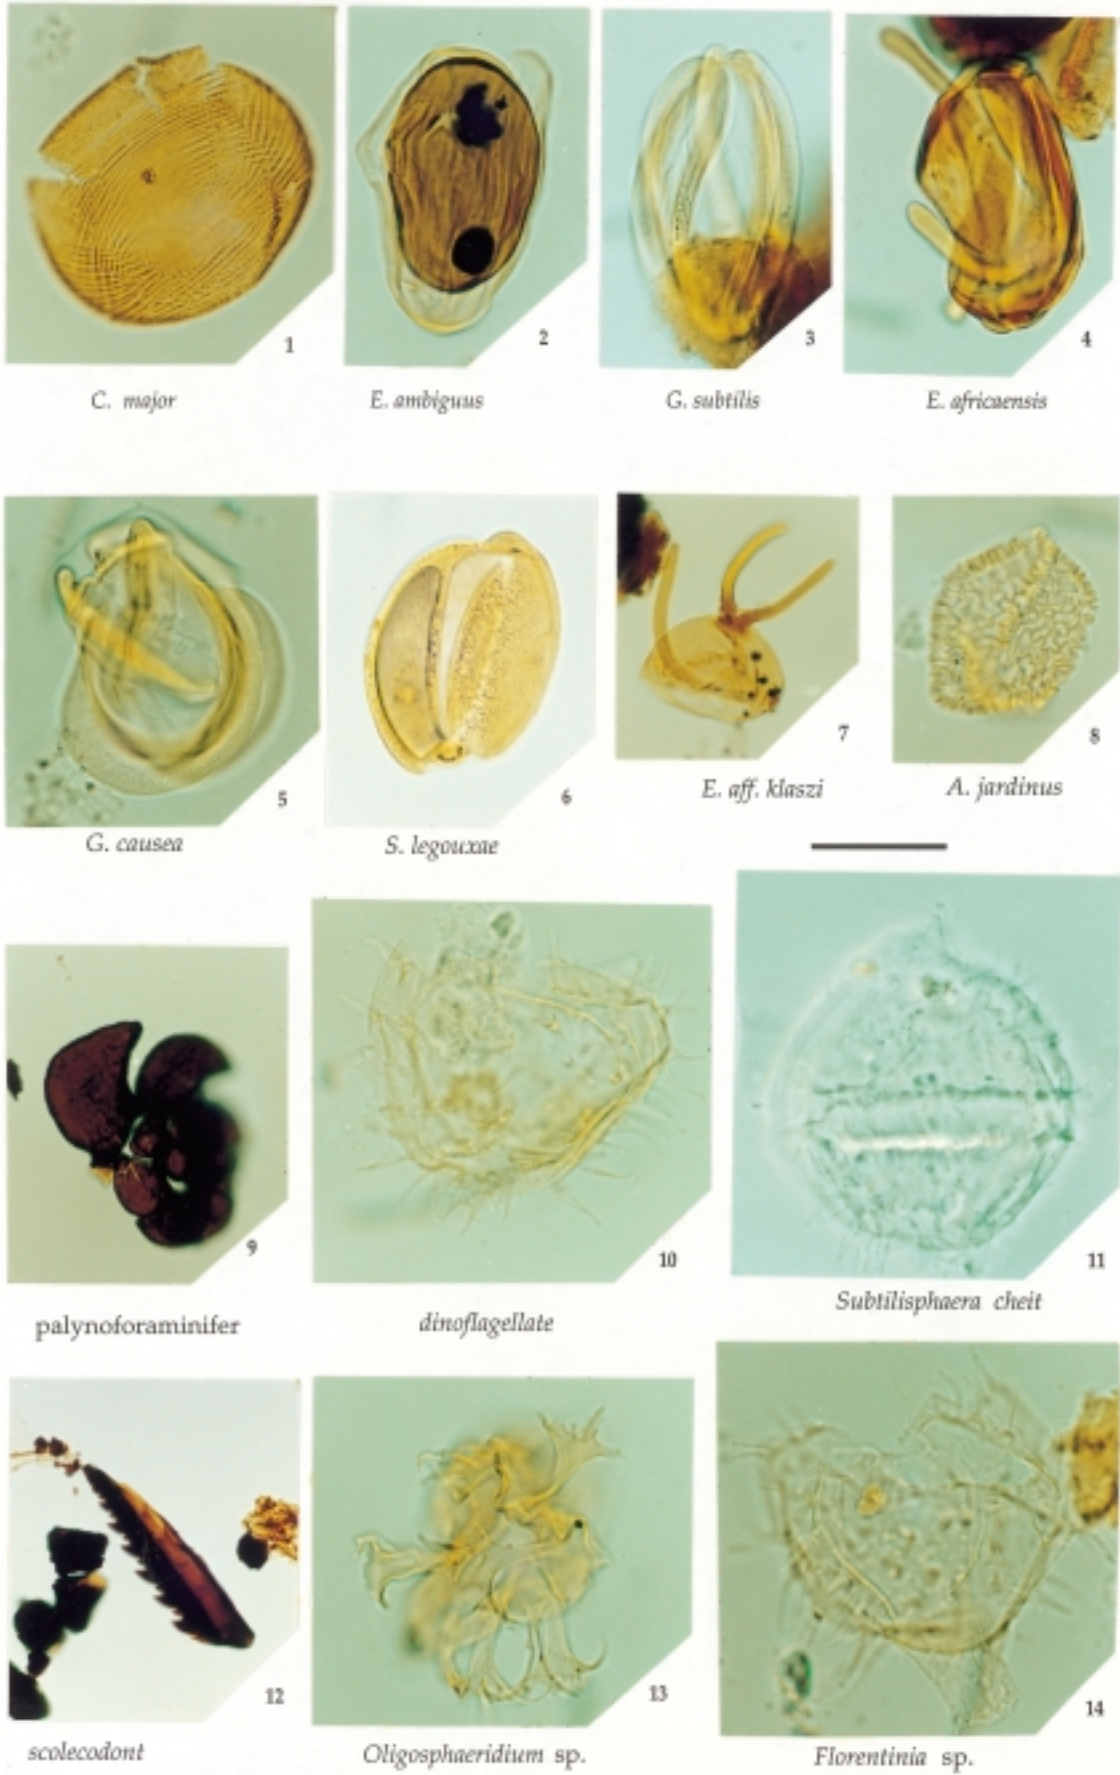 1
2
3
4
C. major
E. ambiguus
G. subtilis
E. africaensis
5
6
7
8
G. causea
S. legouxae
E. aff. klaszi
A. jardinus
9
10
11
palynoforaminifer
dinoflagellate
Subtilisphaera cheit
12
13
14
scolecodont
Oligosphaeridium sp.
Florentinia sp.